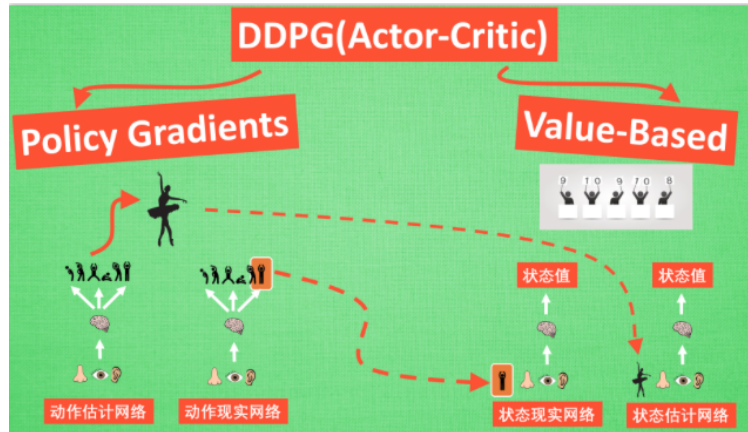 DDPG(Actor-Critic)
Policy Gradients
Value-Based
9 10 9 10 8
状态值
状态值
动作估计网络
动作现实网络
状态现实网络
状态估计网络